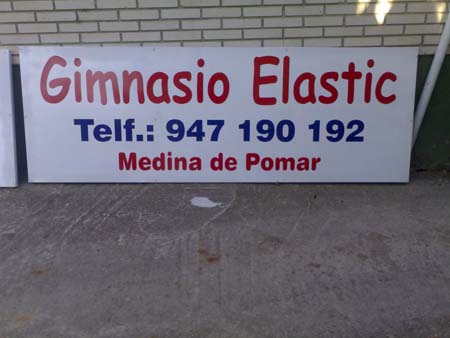 Gimnasio Elastic
Telf.: 947 190 192
Medina de Pomar